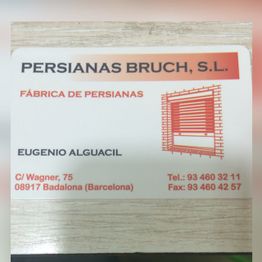 PERSIANAS BRUCH, S.L.
FÁBRICA DE PERSIANAS
EUGENIO ALGUACIL
C/ Wagner, 75
08917 Badalona (Barcelona)
Tel.: 93 460 32 11
Fax: 93 460 42 57